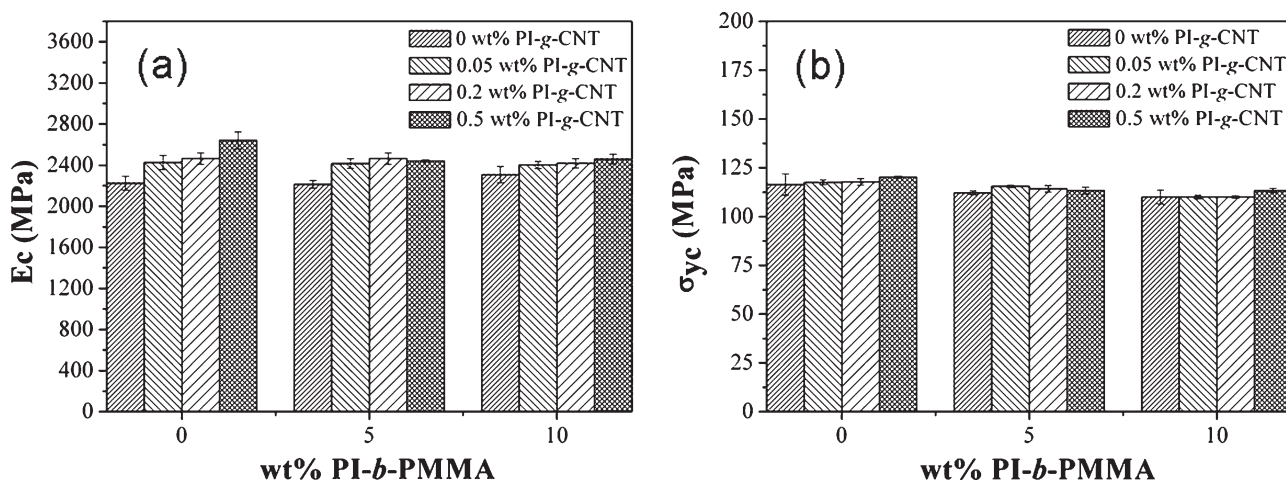 3600
3200
2800
2400
2000
1600
1200
800
400
0
Ec (MPa)
(a)
0 wt% PI-g-CNT
0.05 wt% PI-g-CNT
0.2 wt% PI-g-CNT
0.5 wt% PI-g-CNT
0 5 10
wt% PI-b-PMMA
200
175
150
125
100
75
50
25
0
σyc (MPa)
(b)
0 wt% PI-g-CNT
0.05 wt% PI-g-CNT
0.2 wt% PI-g-CNT
0.5 wt% PI-g-CNT
0 5 10
wt% PI-b-PMMA